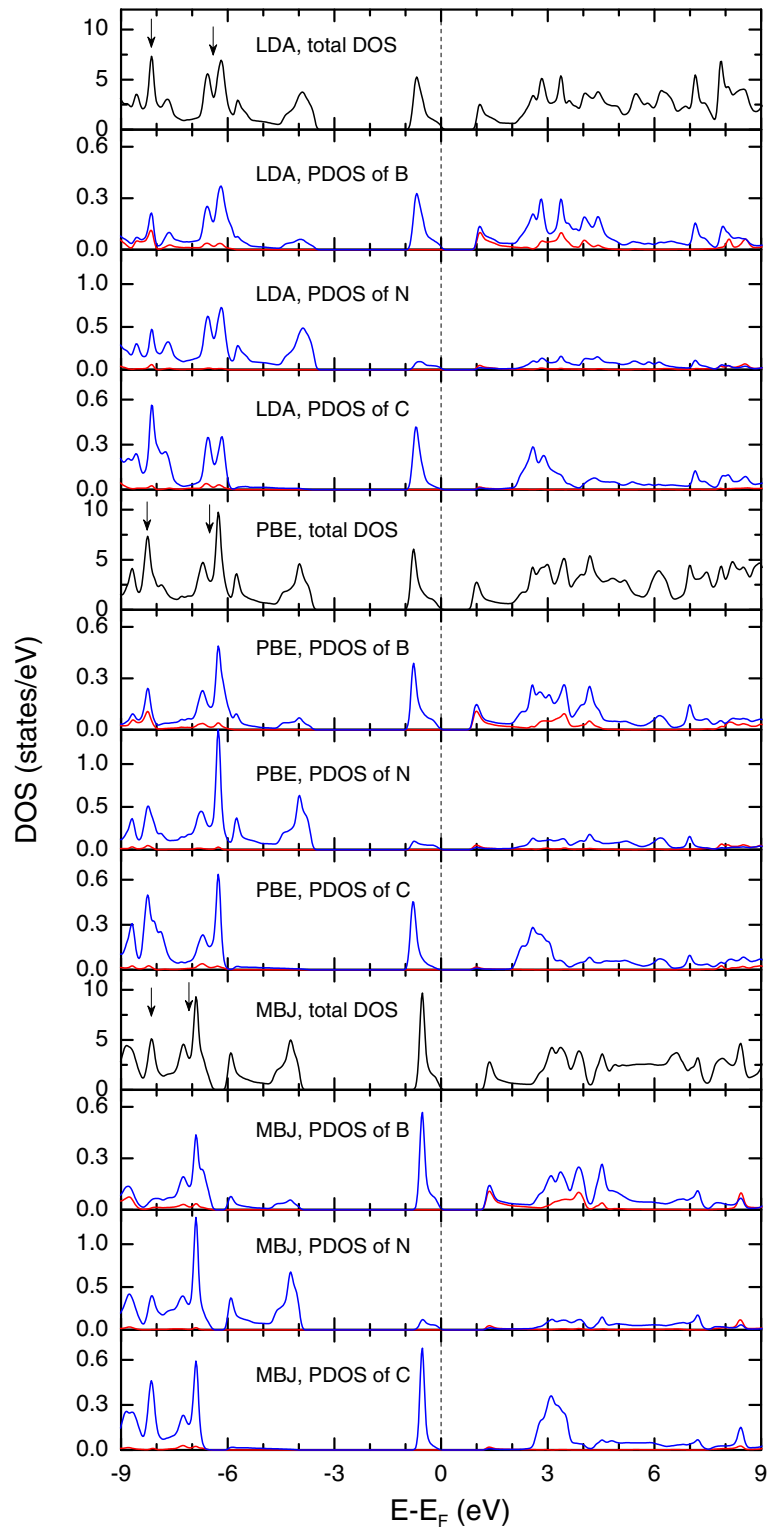 10
5
0
LDA, total DOS
0.6
0.3
0.0
LDA, PDOS of B
1.0
0.5
0.0
LDA, PDOS of N
0.6
0.3
0.0
LDA, PDOS of C
10
5
0
PBE, total DOS
0.6
0.3
0.0
PBE, PDOS of B
1.0
0.5
0.0
PBE, PDOS of N
0.6
0.3
0.0
PBE, PDOS of C
10
5
0
MBJ, total DOS
0.6
0.3
0.0
MBJ, PDOS of B
1.0
0.5
0.0
MBJ, PDOS of N
0.6
0.3
0.0
MBJ, PDOS of C
DOS (states/eV)
-9 -6 -3 0 3 6 9
E-E_F (eV)